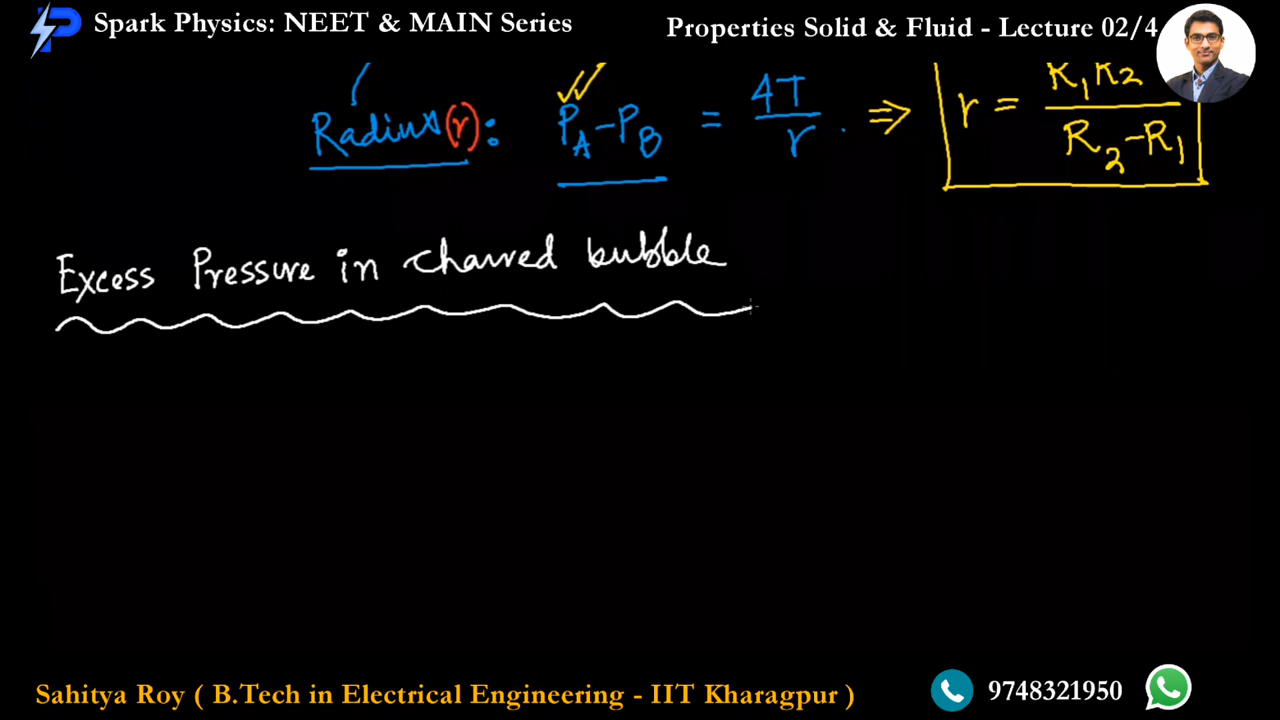 Spark Physics: NEET & MAIN Series
Properties Solid & Fluid - Lecture 02/4
Radius(r): P_A - P_B = 4T/r . ⇒ r = R₁R₂/(R₂-R₁)
Excess Pressure in charred bubble
Sahitya Roy ( B.Tech in Electrical Engineering - IIT Kharagpur )
9748321950